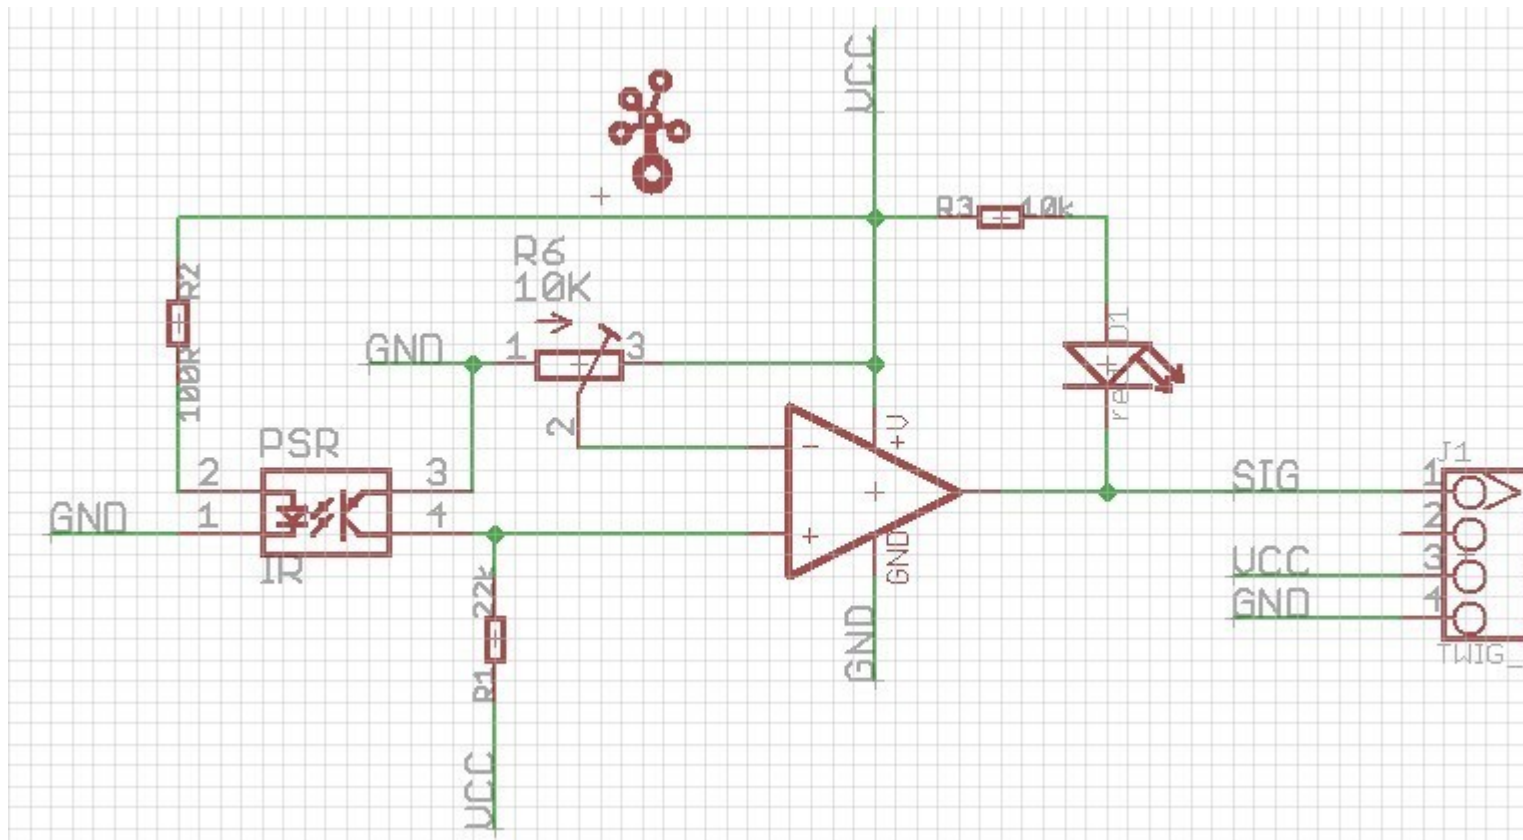 VCC
R3 10k
R6
10K
R2
100R
GND
1
3
2
D1
red
+V
PSR
2
3
1
4
GND
IR
-
+
GND
GND
22k
R1
VCC
SIG
VCC
GND
J1
1
2
3
4
TWIG_